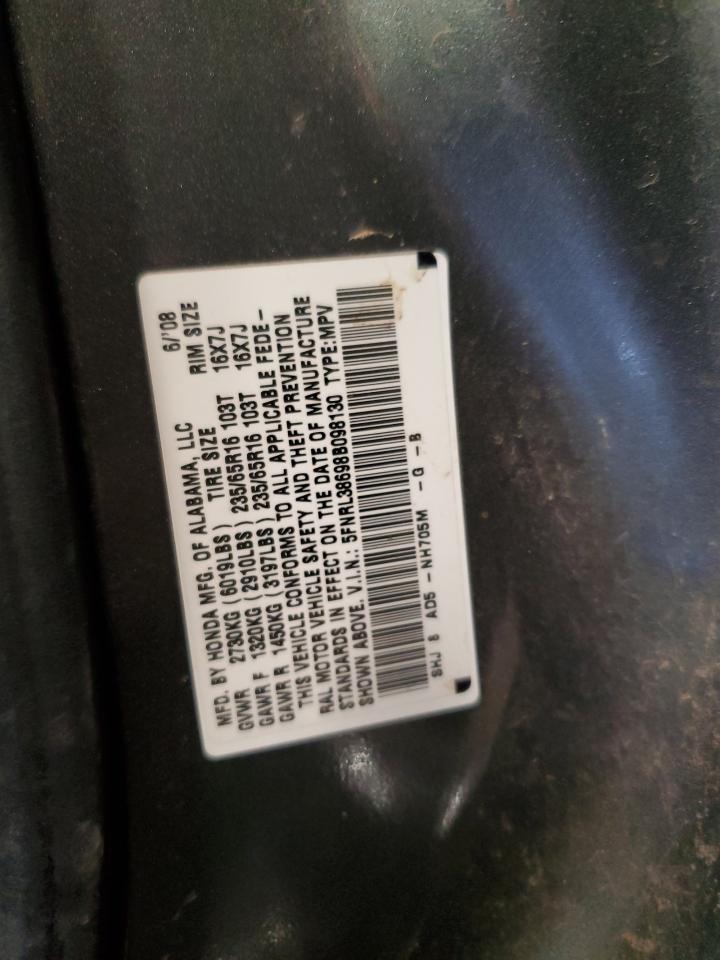 MFD. BY HONDA MFG. OF ALABAMA, LLC 6/'08
GVWR 2730KG (6019LBS) TIRE SIZE RIM SIZE
GAWR F 1320KG (2910LBS) 235/65R16 103T 16X7J
GAWR R 1450KG (3197LBS) 235/65R16 103T 16X7J
THIS VEHICLE CONFORMS TO ALL APPLICABLE FEDE-
RAL MOTOR VEHICLE SAFETY AND THEFT PREVENTION
STANDARDS IN EFFECT ON THE DATE OF MANUFACTURE
SHOWN ABOVE. V.I.N.: 5FNRL38698B098130 TYPE:MPV
SHJ 8 AD5 -NH705M -G -B